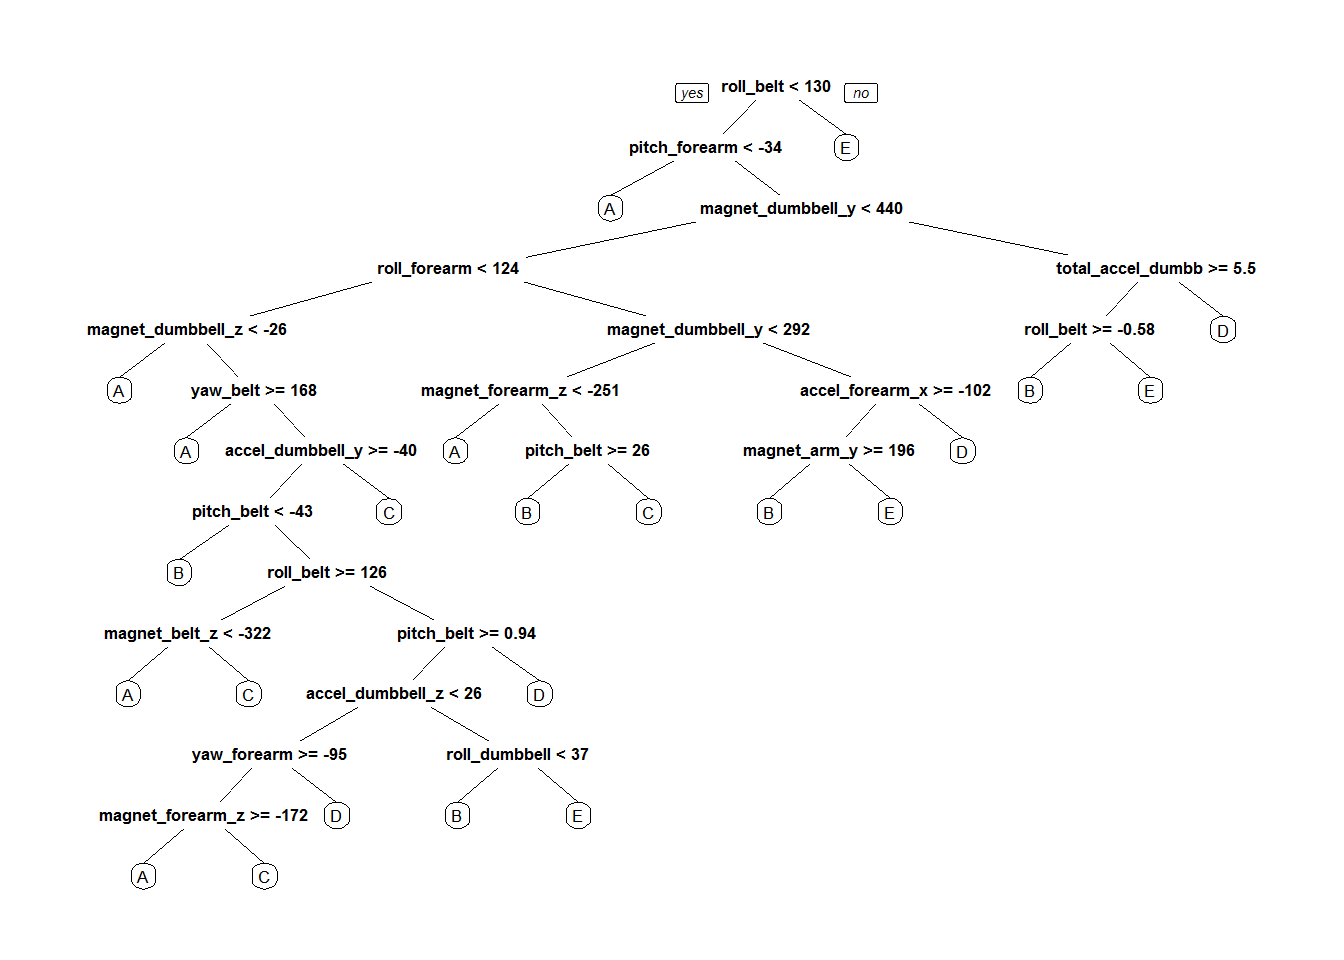 yes roll_belt < 130 no
pitch_forearm < -34 E
A magnet_dumbbell_y < 440
roll_forearm < 124 total_accel_dumbb >= 5.5
magnet_dumbbell_z < -26 magnet_dumbbell_y < 292 roll_belt >= -0.58 D
A yaw_belt >= 168 magnet_forearm_z < -251 accel_forearm_x >= -102 B E
A accel_dumbbell_y >= -40 A pitch_belt >= 26 magnet_arm_y >= 196 D
pitch_belt < -43 C B C B E
B roll_belt >= 126
magnet_belt_z < -322 pitch_belt >= 0.94
A C accel_dumbbell_z < 26 D
yaw_forearm >= -95 roll_dumbbell < 37
magnet_forearm_z >= -172 D B E
A C